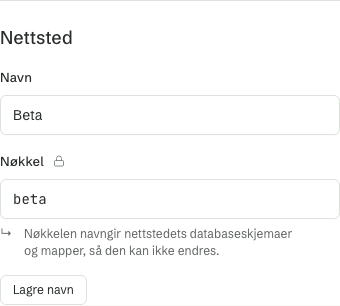 Nettsted
Navn
Beta
Nøkkel
beta
Nøkkelen navngir nettstedets databaseskjemaer
og mapper, så den kan ikke endres.
Lagre navn